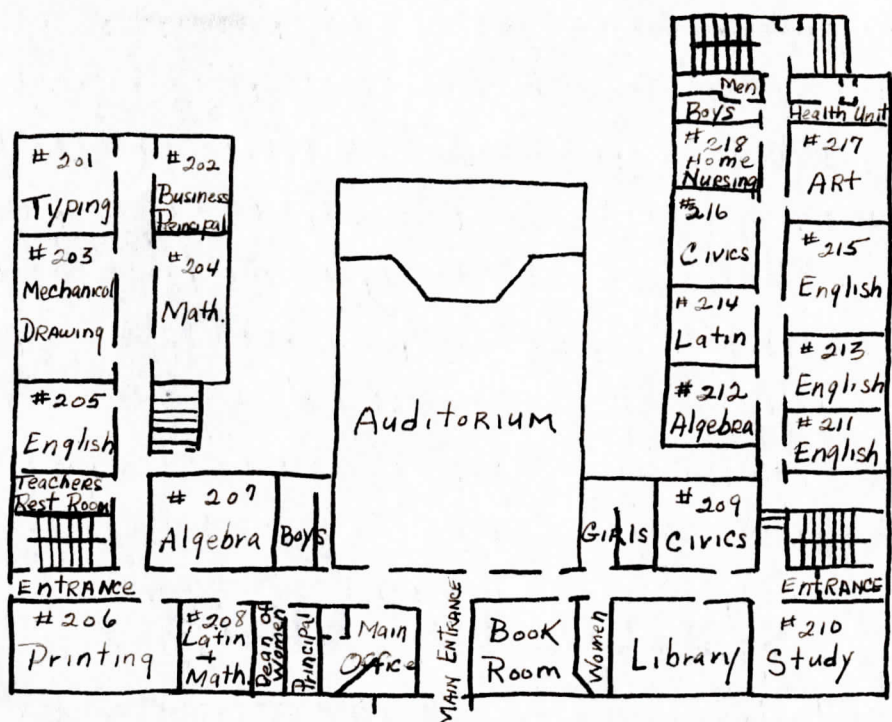 Men
Boys
Health Unit
# 201
Typing
# 202
Business
Principal
# 218
Home
Nursing
# 217
ART
# 203
Mechanical
DRAWING
# 204
Math.
#216
Civics
# 215
English
# 214
Latin
# 213
English
# 205
English
AuditoRIUM
# 212
Algebra
# 211
English
Teachers
Rest Room
# 207
Algebra
Boys
GIRLS
# 209
CIVICS
ENTRANCE
ENTRANCE
# 206
Printing
#208
Latin
+
Math.
Dean of
Women
Principal
Main
Office
MAIN ENTRANCE
Book
Room
Women
Library
# 210
Study